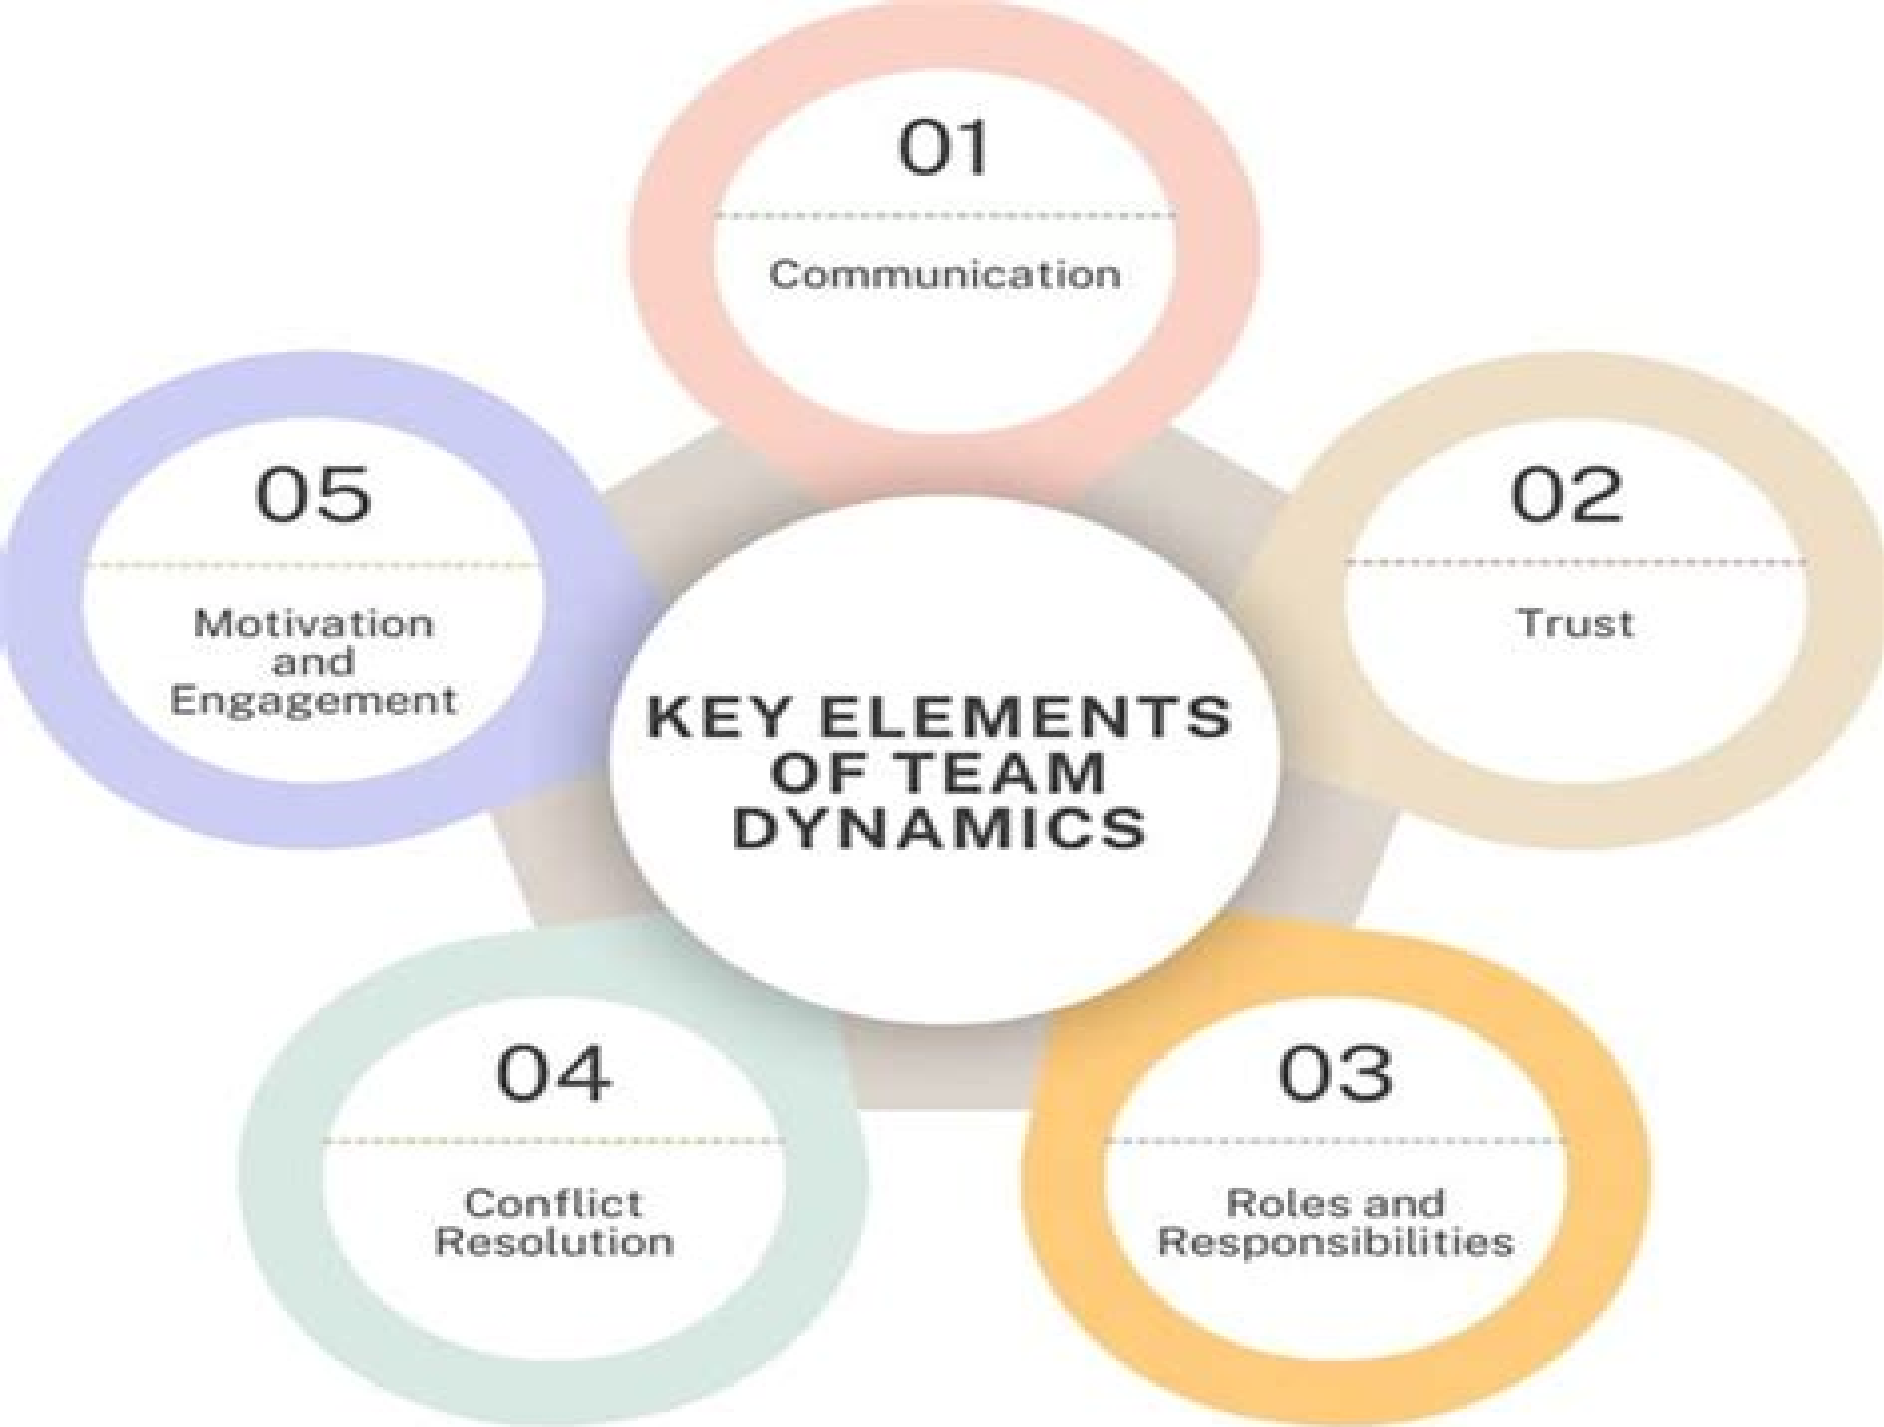 01
Communication
02
Trust
03
Roles and
Responsibilities
04
Conflict
Resolution
05
Motivation
and
Engagement
KEY ELEMENTS
OF TEAM
DYNAMICS